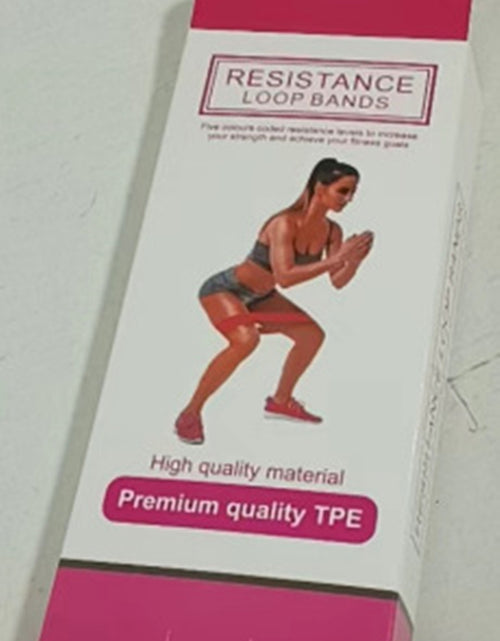 RESISTANCE
LOOP BANDS
Five colours coded resistance levels to increase
your strength and achieve your fitness goals
High quality material
Premium quality TPE